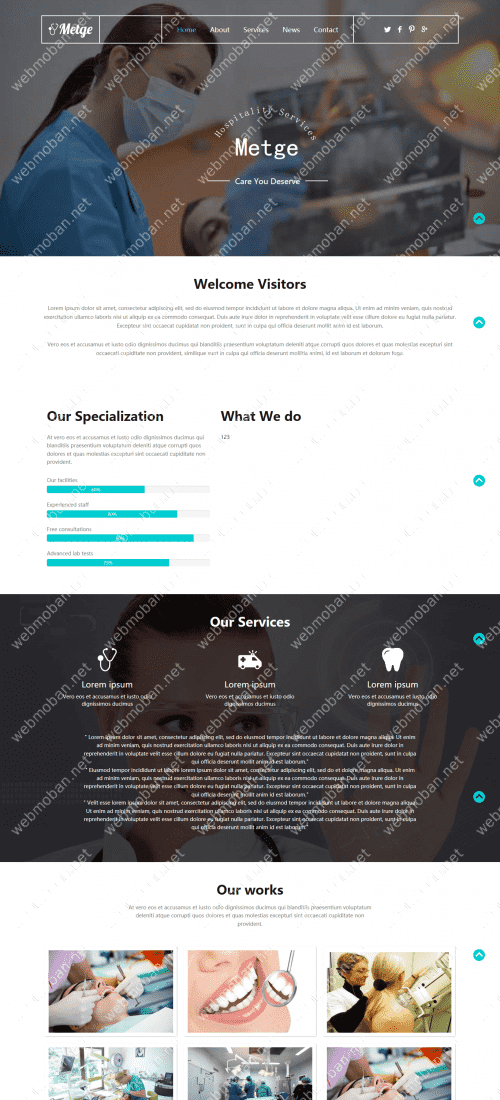 Metge
Home About Services News Contact
Hospitality Services
Metge
Care You Deserve
Welcome Visitors
Lorem ipsum dolor sit amet, consectetur adipiscing elit, sed do eiusmod tempor incididunt ut labore et dolore magna aliqua. Ut enim ad minim veniam, quis nostrud
exercitation ullamco laboris nisi ut aliquip ex ea commodo consequat. Duis aute irure dolor in reprehenderit in voluptate velit esse cillum dolore eu fugiat nulla pariatur.
Excepteur sint occaecat cupidatat non proident, sunt in culpa qui officia deserunt mollit anim id est laborum.
Vero eos et accusamus et iusto odio dignissimos ducimus qui blanditiis praesentium voluptatum deleniti atque corrupti quos dolores et quas molestias excepturi sint
occaecati cupiditate non provident, similique sunt in culpa qui officia deserunt mollitia animi, id est laborum et dolorum fuga.
Our Specialization
At vero eos et accusamus et iusto odio dignissimos ducimus qui
blanditiis praesentium voluptatum deleniti atque corrupti quos
dolores et quas molestias excepturi sint occaecati cupiditate non
provident.
Our facilities
Experienced staff
80%
Free consultations
Advanced lab tests
75%
What We do
123
Our Services
Lorem ipsum
Vero eos et accusamus et iusto odio
dignissimos ducimus
Lorem ipsum
Vero eos et accusamus et iusto odio
dignissimos ducimus
Lorem ipsum
Vero eos et accusamus et iusto odio
dignissimos ducimus
" Lorem ipsum dolor sit amet, consectetur adipiscing elit, sed do eiusmod tempor incididunt ut labore et dolore magna aliqua. Ut enim
ad minim veniam, quis nostrud exercitation ullamco laboris nisi ut aliquip ex ea commodo consequat. Duis aute irure dolor in
reprehenderit in voluptate velit esse cillum dolore eu fugiat nulla pariatur. Excepteur sint occaecat cupidatat non proident, sunt in culpa
qui officia deserunt mollit anim id est laborum."
" Eiusmod tempor incididunt ut labore lorem ipsum dolor sit amet, consectetur adipiscing elit, sed do et dolore magna aliqua. Ut enim
ad minim veniam, quis nostrud exercitation ullamco laboris nisi ut aliquip ex ea commodo consequat. Duis aute irure dolor in
reprehenderit in voluptate velit esse cillum dolore eu fugiat nulla pariatur. Excepteur sint occaecat cupidatat non proident, sunt in culpa
qui officia deserunt mollit anim id est laborum."
" Velit esse lorem ipsum dolor sit amet, consectetur adipiscing elit, sed do eiusmod tempor incididunt ut labore et dolore magna aliqua.
Ut enim ad minim veniam, quis nostrud exercitation ullamco laboris nisi ut aliquip ex ea commodo consequat. Duis aute irure dolor in
reprehenderit in voluptate velit esse cillum dolore eu fugiat nulla pariatur. Excepteur sint occaecat cupidatat non proident, sunt in culpa
qui officia deserunt mollit anim id est laborum."
Our works
At vero eos et accusamus et iusto odio dignissimos ducimus qui blanditiis praesentium voluptatum
deleniti atque corrupti quos dolores et quas molestias excepturi sint occaecati cupiditate non
provident.
webmoban.net